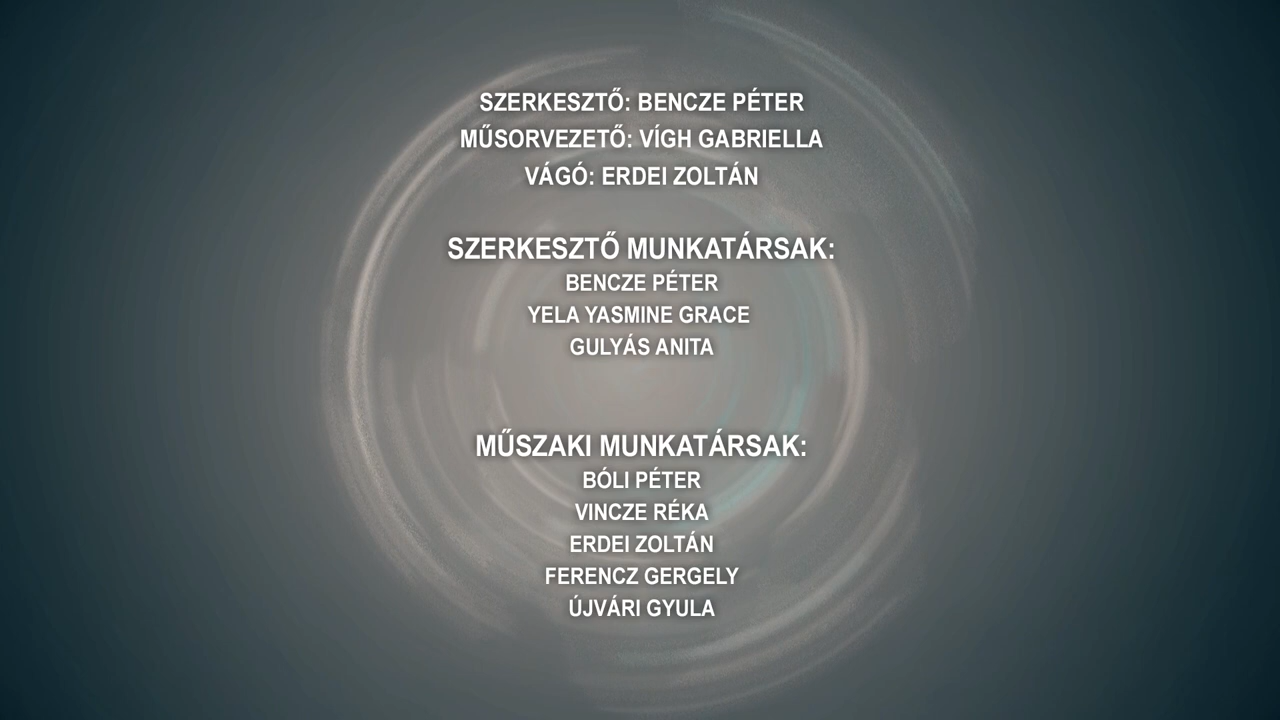 SZERKESZTŐ: BENCZE PÉTER
MŰSORVEZETŐ: VÍGH GABRIELLA
VÁGÓ: ERDEI ZOLTÁN
SZERKESZTŐ MUNKATÁRSAK:
BENCZE PÉTER
YELA YASMINE GRACE
GULYÁS ANITA
MŰSZAKI MUNKATÁRSAK:
BÓLI PÉTER
VINCZE RÉKA
ERDEI ZOLTÁN
FERENCZ GERGELY
ÚJVÁRI GYULA